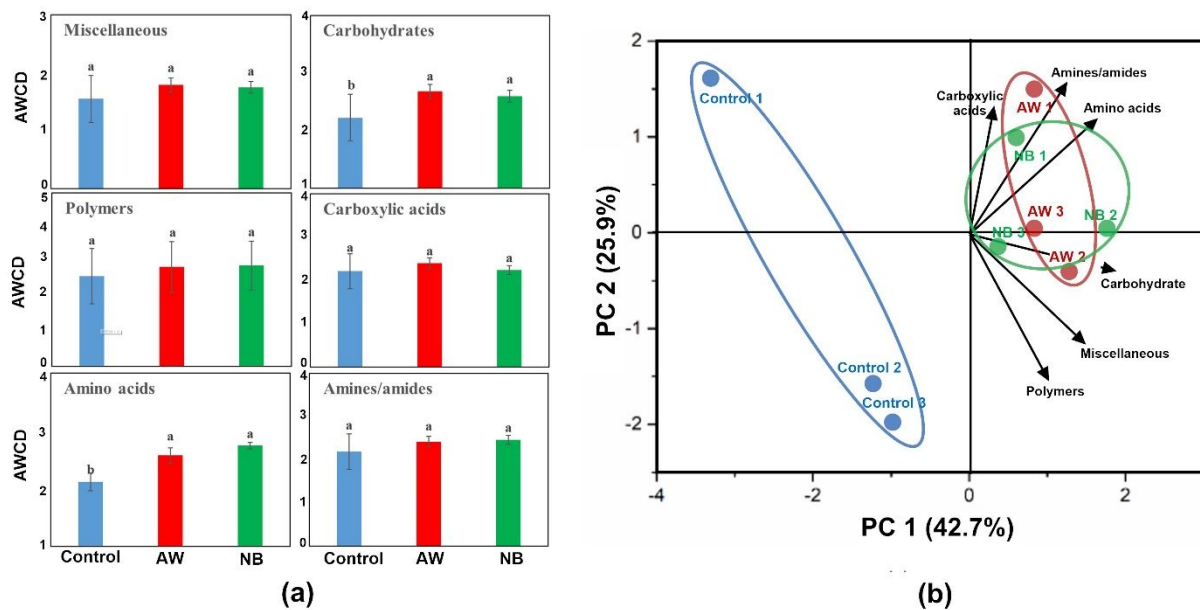 Miscellaneous
AWCD
3
2
1
0
a
a
a
Carbohydrates
4
3
2
1
b
a
a
Polymers
AWCD
5
4
3
2
1
0
a
a
a
Carboxylic acids
4
3
2
1
0
a
a
a
Amino acids
AWCD
4
3
2
1
b
a
a
Control
AW
NB
Amines/amides
4
3
2
1
0
a
a
a
Control
AW
NB
(a)
PC 2 (25.9%)
2
1
0
-1
-2
Control 1
Control 2
Control 3
Carboxylic
acids
Amines/amides
AW 1
Amino acids
NB 1
AW 3
NB 2
NB 3
AW 2
Carbohydrate
Miscellaneous
Polymers
-4
-2
0
2
PC 1 (42.7%)
(b)